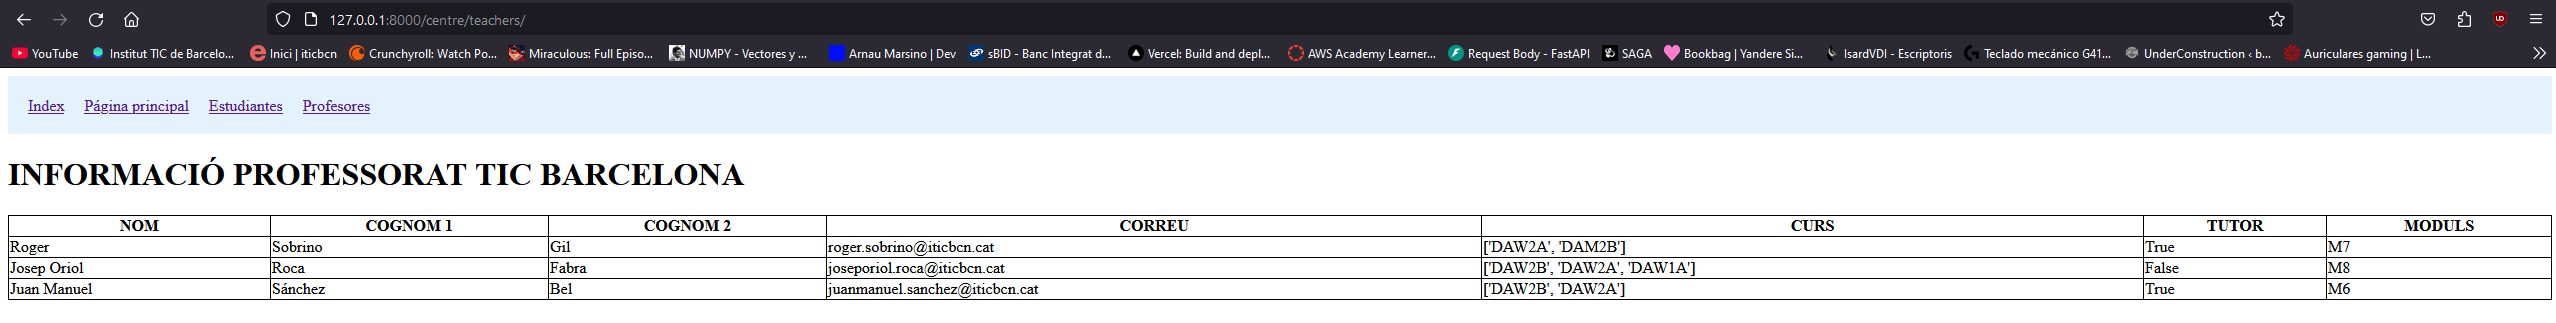 127.0.0.1:8000/centre/teachers/
YouTube Institut TIC de Barcelo... Inici | iticbcn Crunchyroll: Watch Po... Miraculous: Full Episo... NUMPY - Vectores y ... Arnau Marsino | Dev sBID - Banc Integrat d... Vercel: Build and depl... AWS Academy Learner... Request Body - FastAPI SAGA Bookbag | Yandere Si... IsardVDI - Escriptoris Teclado mecánico G41... UnderConstruction ‹ b... Auriculares gaming | L...
Index Página principal Estudiantes Profesores
INFORMACIÓ PROFESSORAT TIC BARCELONA
NOM COGNOM 1 COGNOM 2 CORREU CURS TUTOR MODULS
Roger Sobrino Gil roger.sobrino@iticbcn.cat ['DAW2A', 'DAM2B'] True M7
Josep Oriol Roca Fabra joseporiol.roca@iticbcn.cat ['DAW2B', 'DAW2A', 'DAW1A'] False M8
Juan Manuel Sánchez Bel juanmanuel.sanchez@iticbcn.cat ['DAW2B', 'DAW2A'] True M6